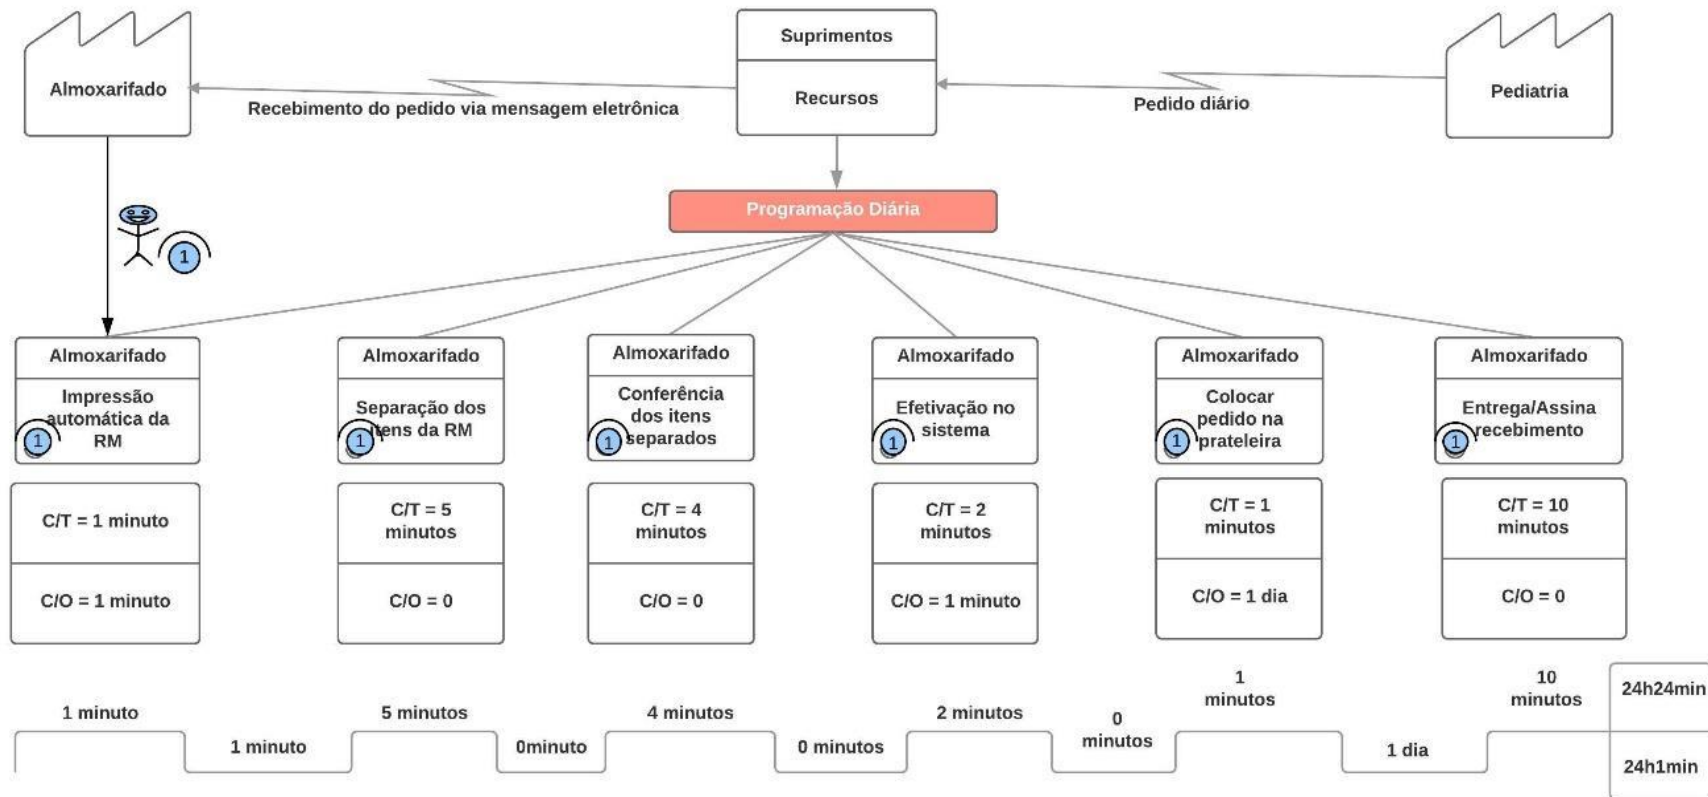 Suprimentos
Almoxarifado
Recursos
Pediatria
Recebimento do pedido via mensagem eletrônica
Pedido diário
Programação Diária
1
Almoxarifado
Impressão
automática da
RM
1
Almoxarifado
Separação dos
itens da RM
1
Almoxarifado
Conferência
dos itens
separados
1
Almoxarifado
Efetivação no
sistema
1
Almoxarifado
Colocar
pedido na
prateleira
1
Almoxarifado
Entrega/Assina
recebimento
1
C/T = 1 minuto
C/O = 1 minuto
C/T = 5
minutos
C/O = 0
C/T = 4
minutos
C/O = 0
C/T = 2
minutos
C/O = 1 minuto
C/T = 1
minutos
C/O = 1 dia
C/T = 10
minutos
C/O = 0
1 minuto
1 minuto
5 minutos
0minuto
4 minutos
0 minutos
2 minutos
0
minutos
1
minutos
1 dia
10
minutos
24h24min
24h1min